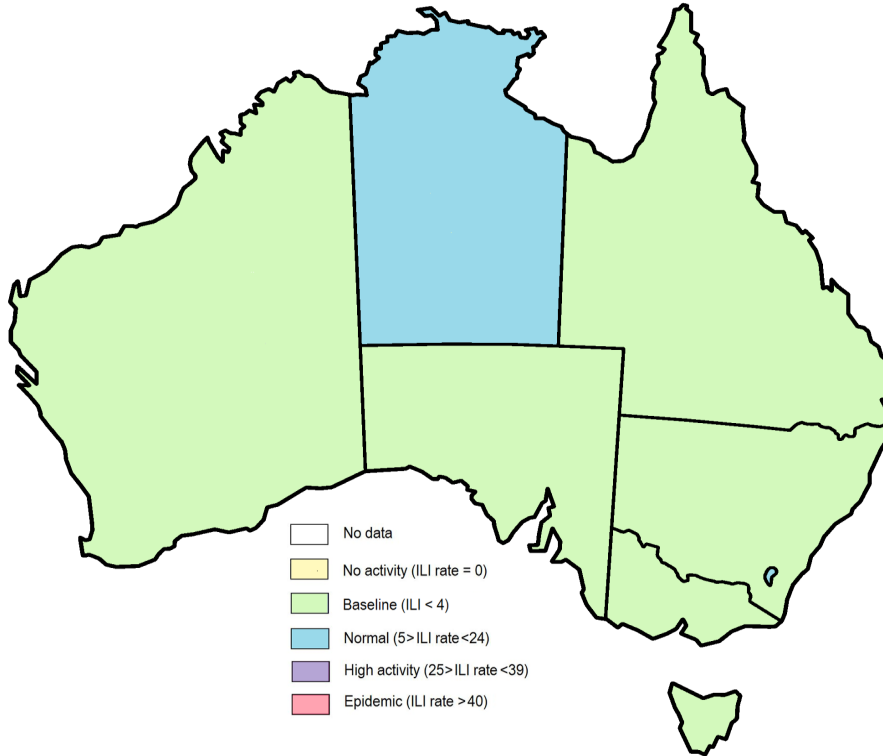 No data
No activity (ILI rate = 0)
Baseline (ILI < 4)
Normal (5> ILI rate <24)
High activity (25> ILI rate <39)
Epidemic (ILI rate >40)